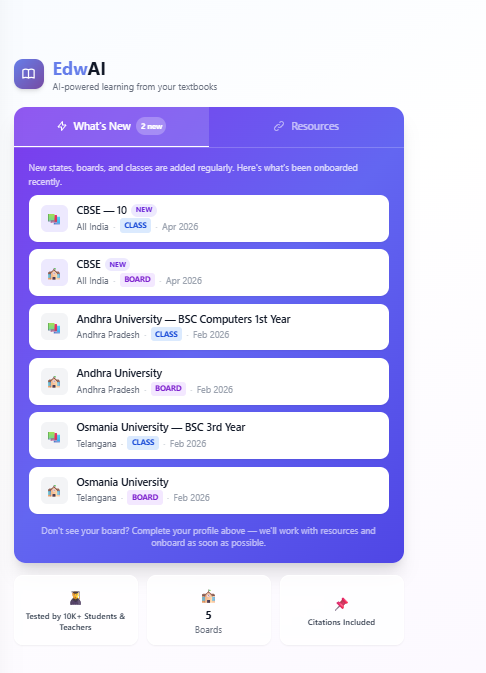 EdwAI
AI-powered learning from your textbooks
What's New 2 new
Resources
New states, boards, and classes are added regularly. Here's what's been onboarded
recently.
CBSE — 10 NEW
All India · CLASS · Apr 2026
CBSE NEW
All India · BOARD · Apr 2026
Andhra University — BSC Computers 1st Year
Andhra Pradesh · CLASS · Feb 2026
Andhra University
Andhra Pradesh · BOARD · Feb 2026
Osmania University — BSC 3rd Year
Telangana · CLASS · Feb 2026
Osmania University
Telangana · BOARD · Feb 2026
Don't see your board? Complete your profile above — we'll work with resources and
onboard as soon as possible.
Tested by 10K+ Students &
Teachers
5
Boards
Citations Included